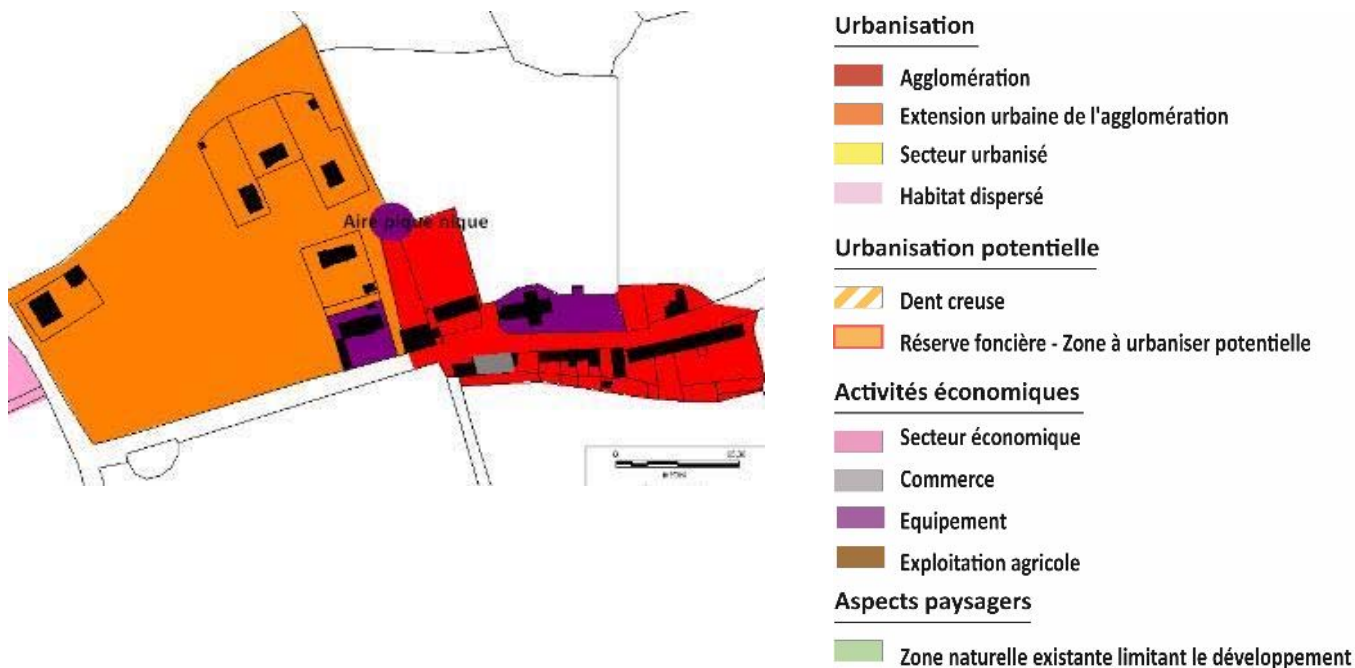 Aire pique nique
0
Urbanisation
Agglomération
Extension urbaine de l'agglomération
Secteur urbanisé
Habitat dispersé
Urbanisation potentielle
Dent creuse
Réserve foncière - Zone à urbaniser potentielle
Activités économiques
Secteur économique
Commerce
Equipement
Exploitation agricole
Aspects paysagers
Zone naturelle existante limitant le développement